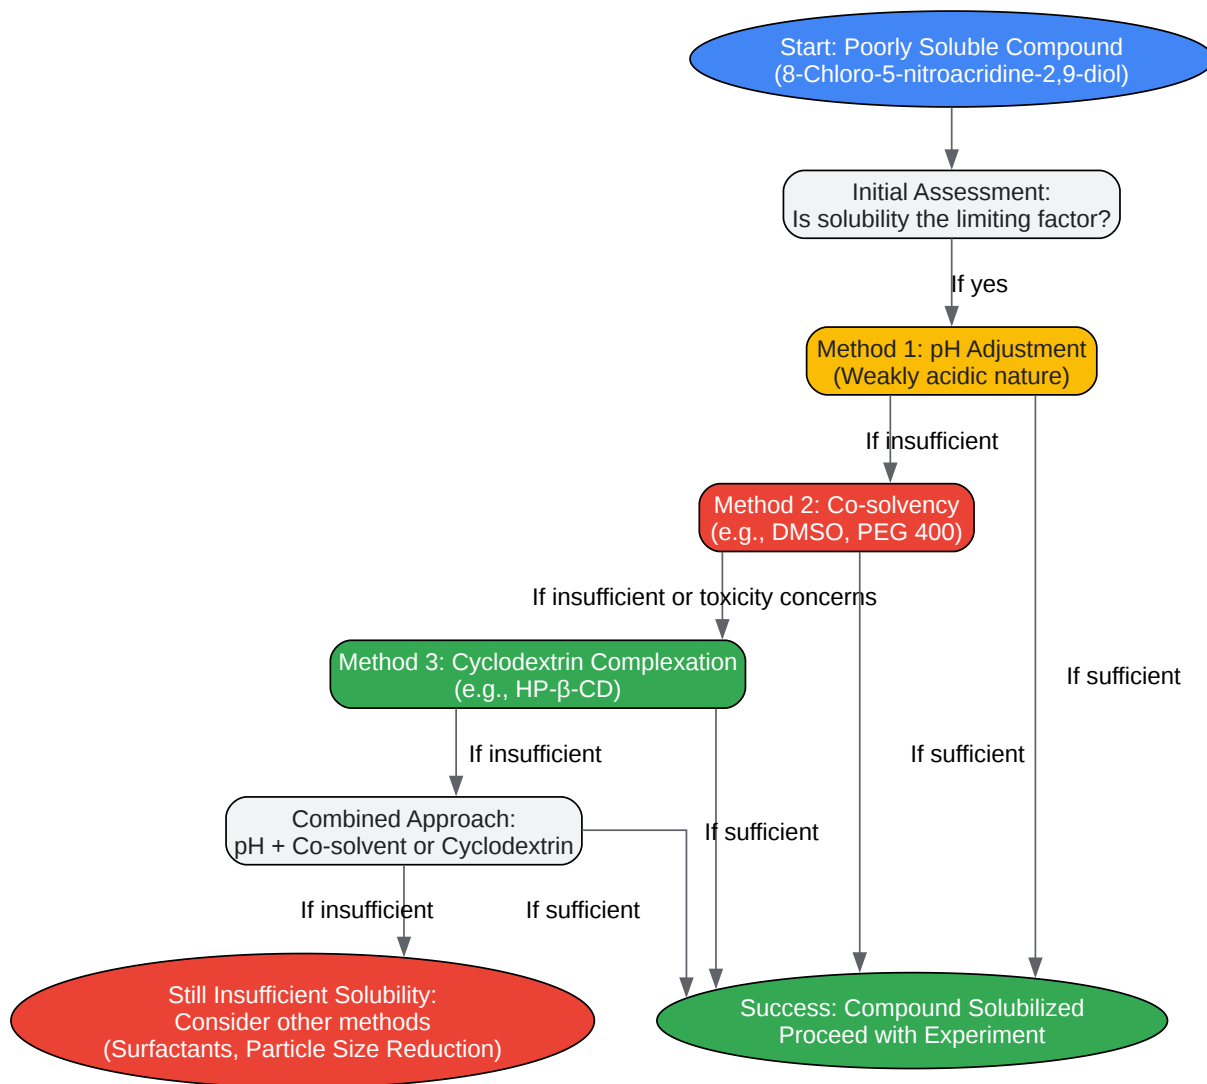 Start: Poorly Soluble Compound
(8-Chloro-5-nitroacridine-2,9-diol)
Initial Assessment:
Is solubility the limiting factor?
If yes
Method 1: pH Adjustment
(Weakly acidic nature)
If insufficient
Method 2: Co-solvency
(e.g., DMSO, PEG 400)
If insufficient or toxicity concerns
Method 3: Cyclodextrin Complexation
(e.g., HP-β-CD)
If sufficient
If insufficient
If sufficient
Combined Approach:
pH + Co-solvent or Cyclodextrin
If sufficient
If insufficient
If sufficient
Still Insufficient Solubility:
Consider other methods
(Surfactants, Particle Size Reduction)
Success: Compound Solubilized
Proceed with Experiment